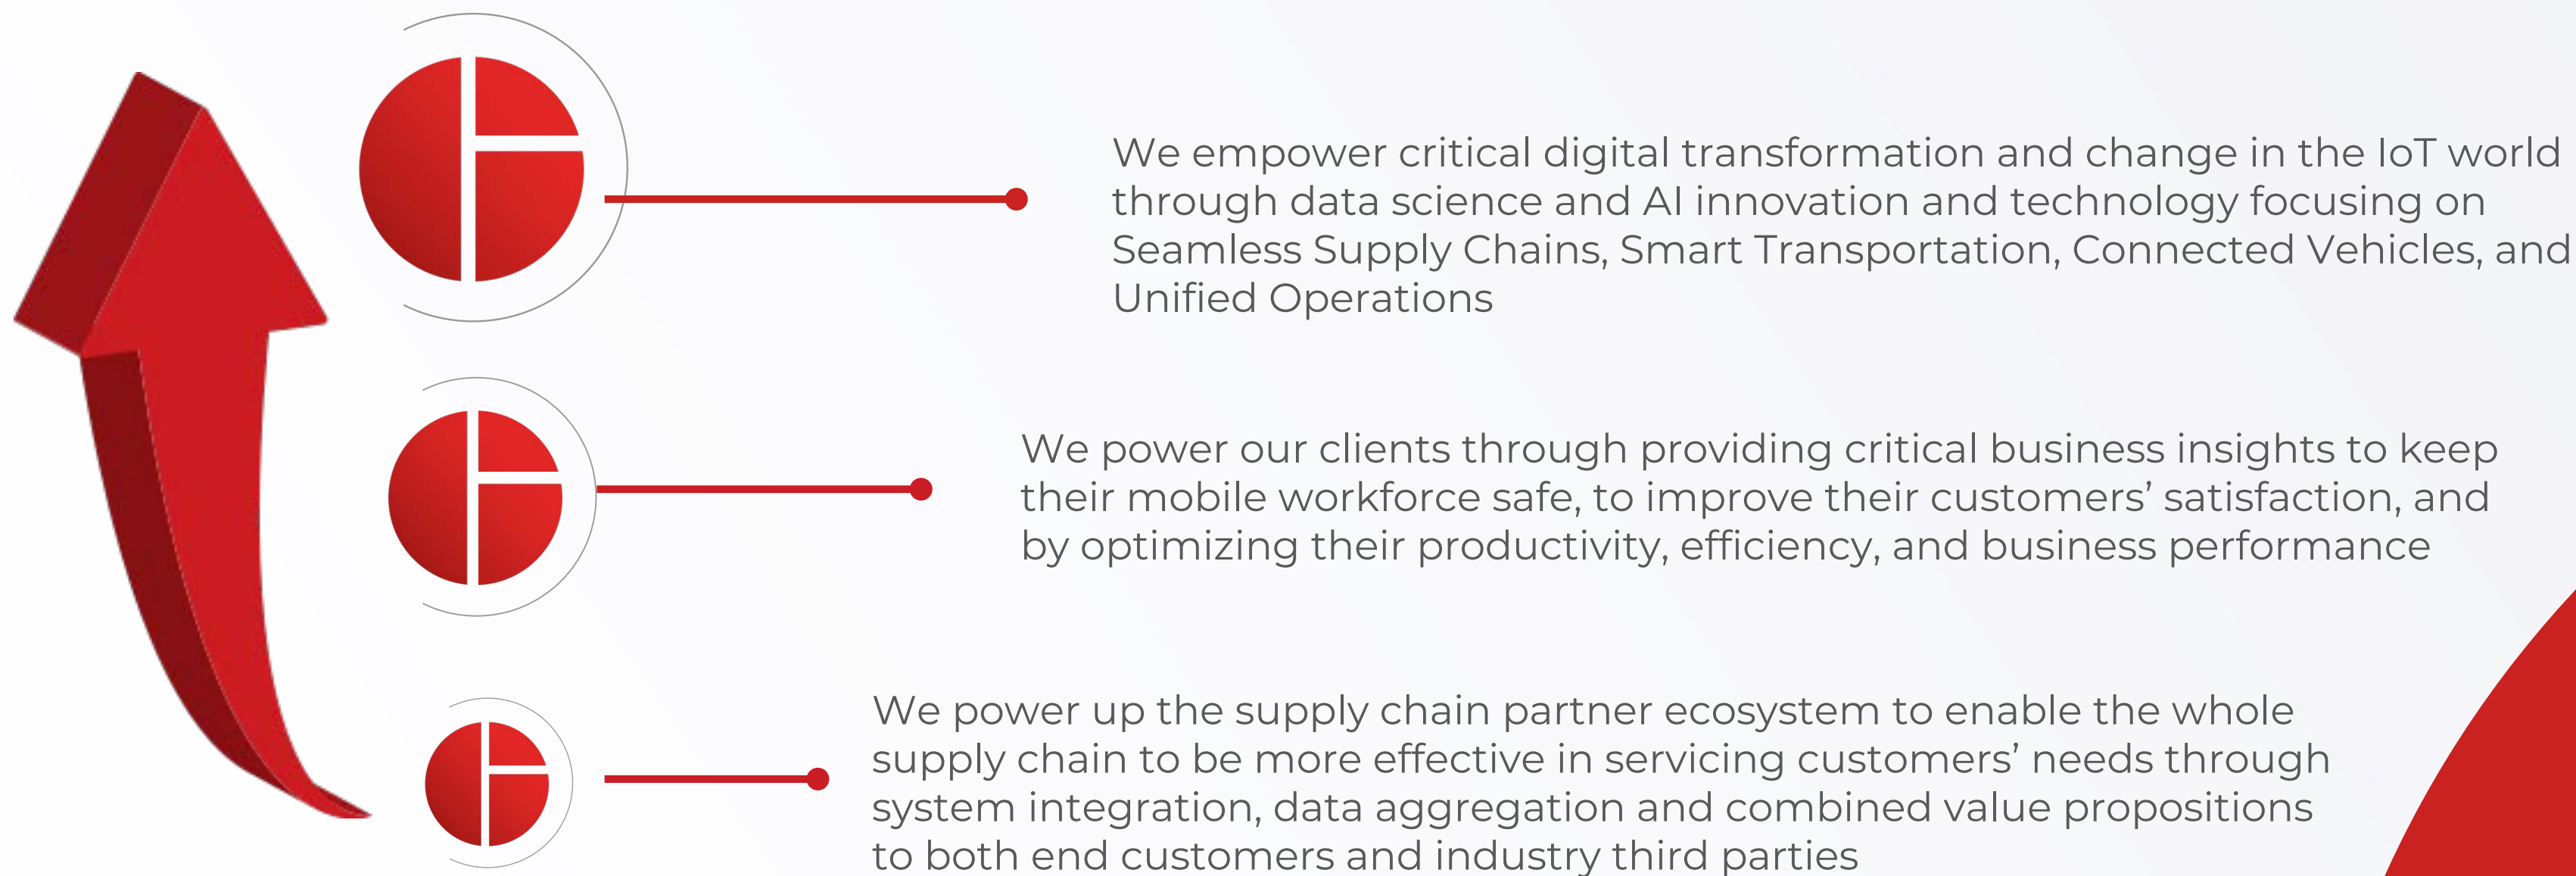 We empower critical digital transformation and change in the IoT world
through data science and AI innovation and technology focusing on
Seamless Supply Chains, Smart Transportation, Connected Vehicles, and
Unified Operations
We power our clients through providing critical business insights to keep
their mobile workforce safe, to improve their customers’ satisfaction, and
by optimizing their productivity, efficiency, and business performance
We power up the supply chain partner ecosystem to enable the whole
supply chain to be more effective in servicing customers’ needs through
system integration, data aggregation and combined value propositions
to both end customers and industry third parties